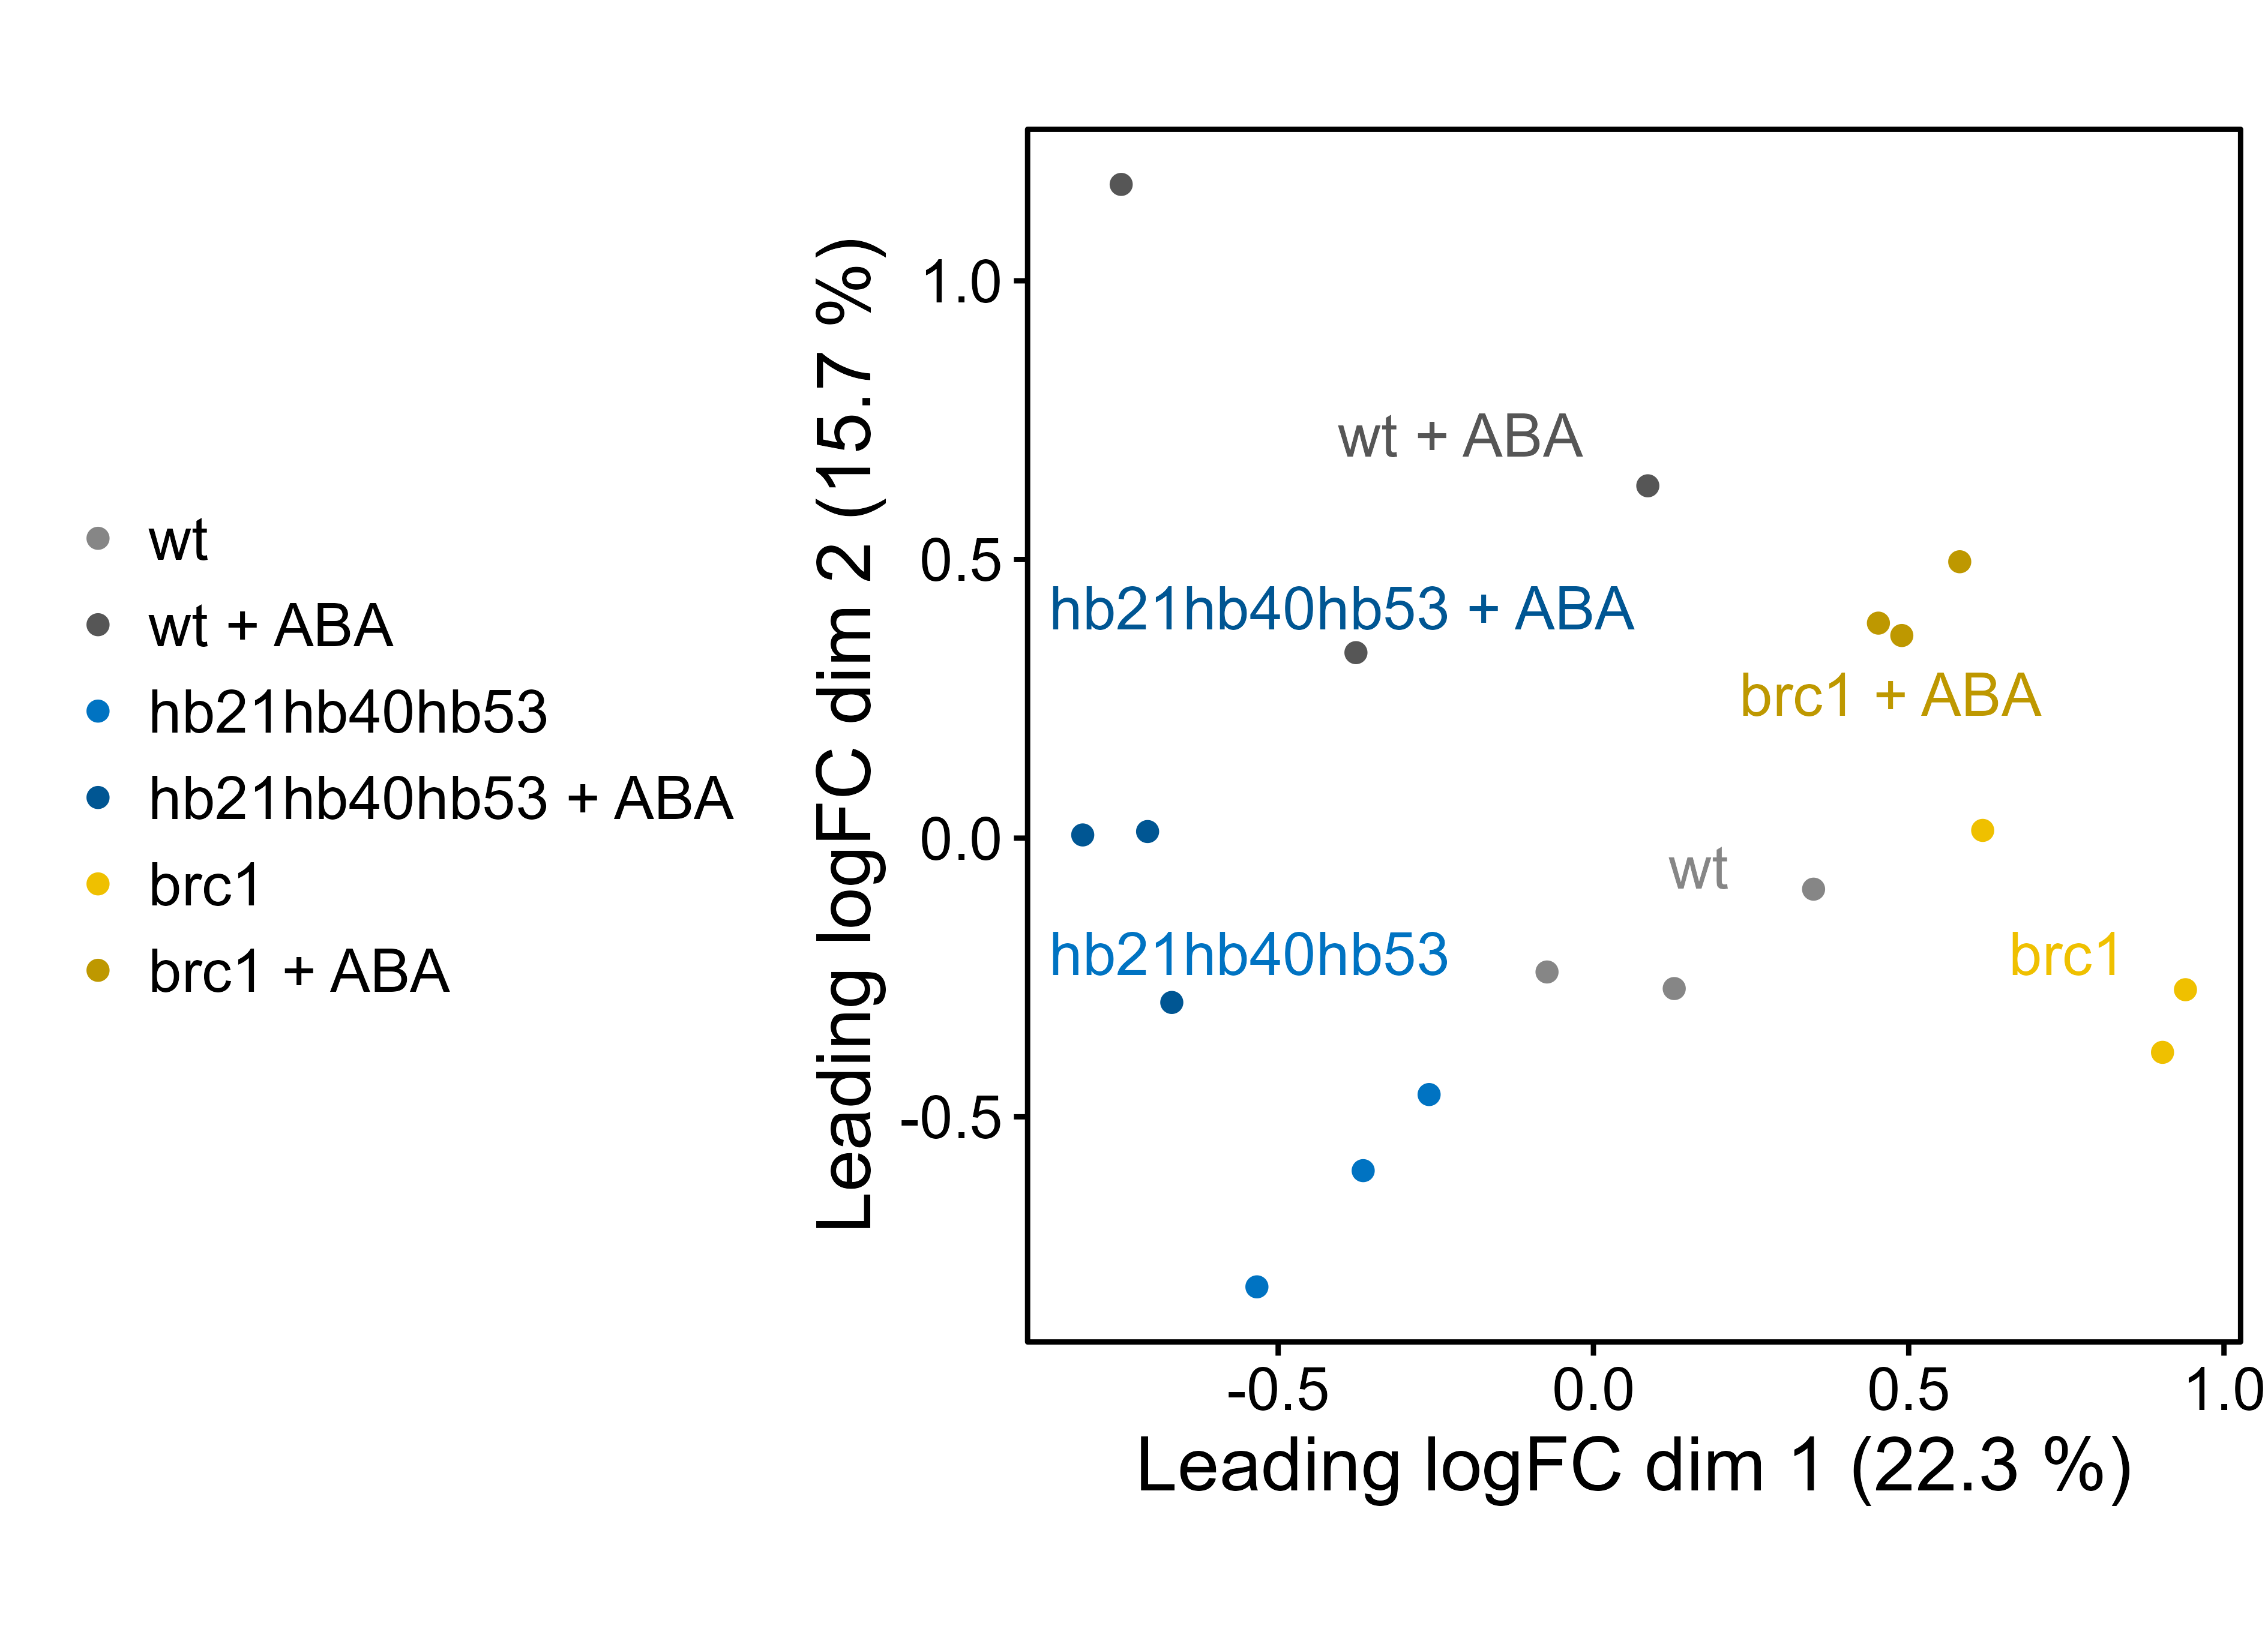 wt
wt + ABA
hb21hb40hb53
hb21hb40hb53 + ABA
brc1
brc1 + ABA
Leading logFC dim 2 (15.7 %)
1.0
0.5
0.0
-0.5
wt + ABA
hb21hb40hb53 + ABA
brc1 + ABA
wt
hb21hb40hb53
brc1
-0.5 0.0 0.5 1.0
Leading logFC dim 1 (22.3 %)